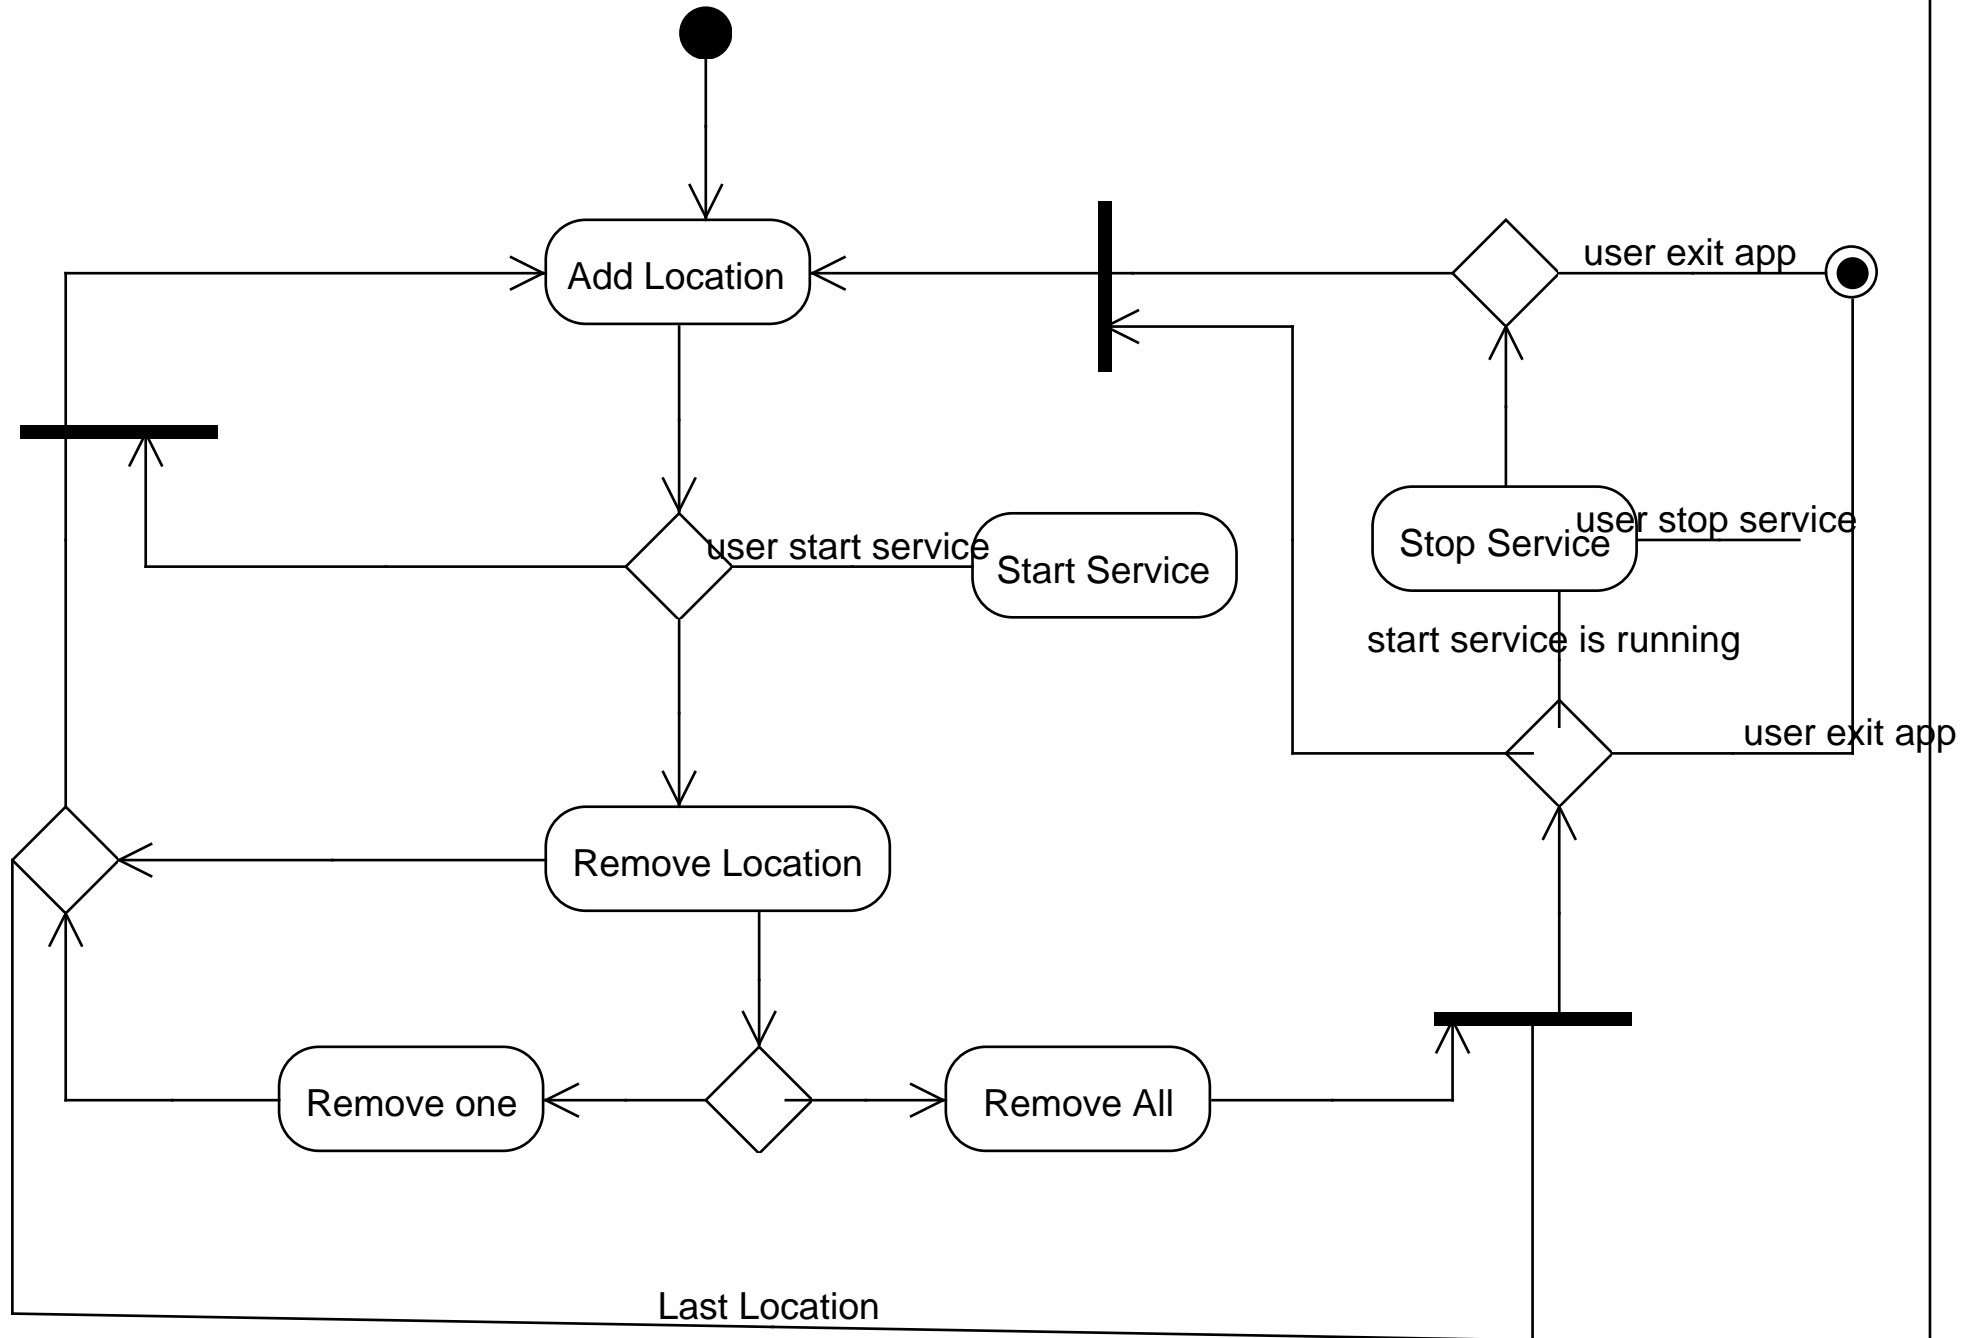 user exit app
Add Location
user stop service
Stop Service
user start service
Start Service
start service is running
user exit app
Remove Location
Remove one
Remove All
Last Location